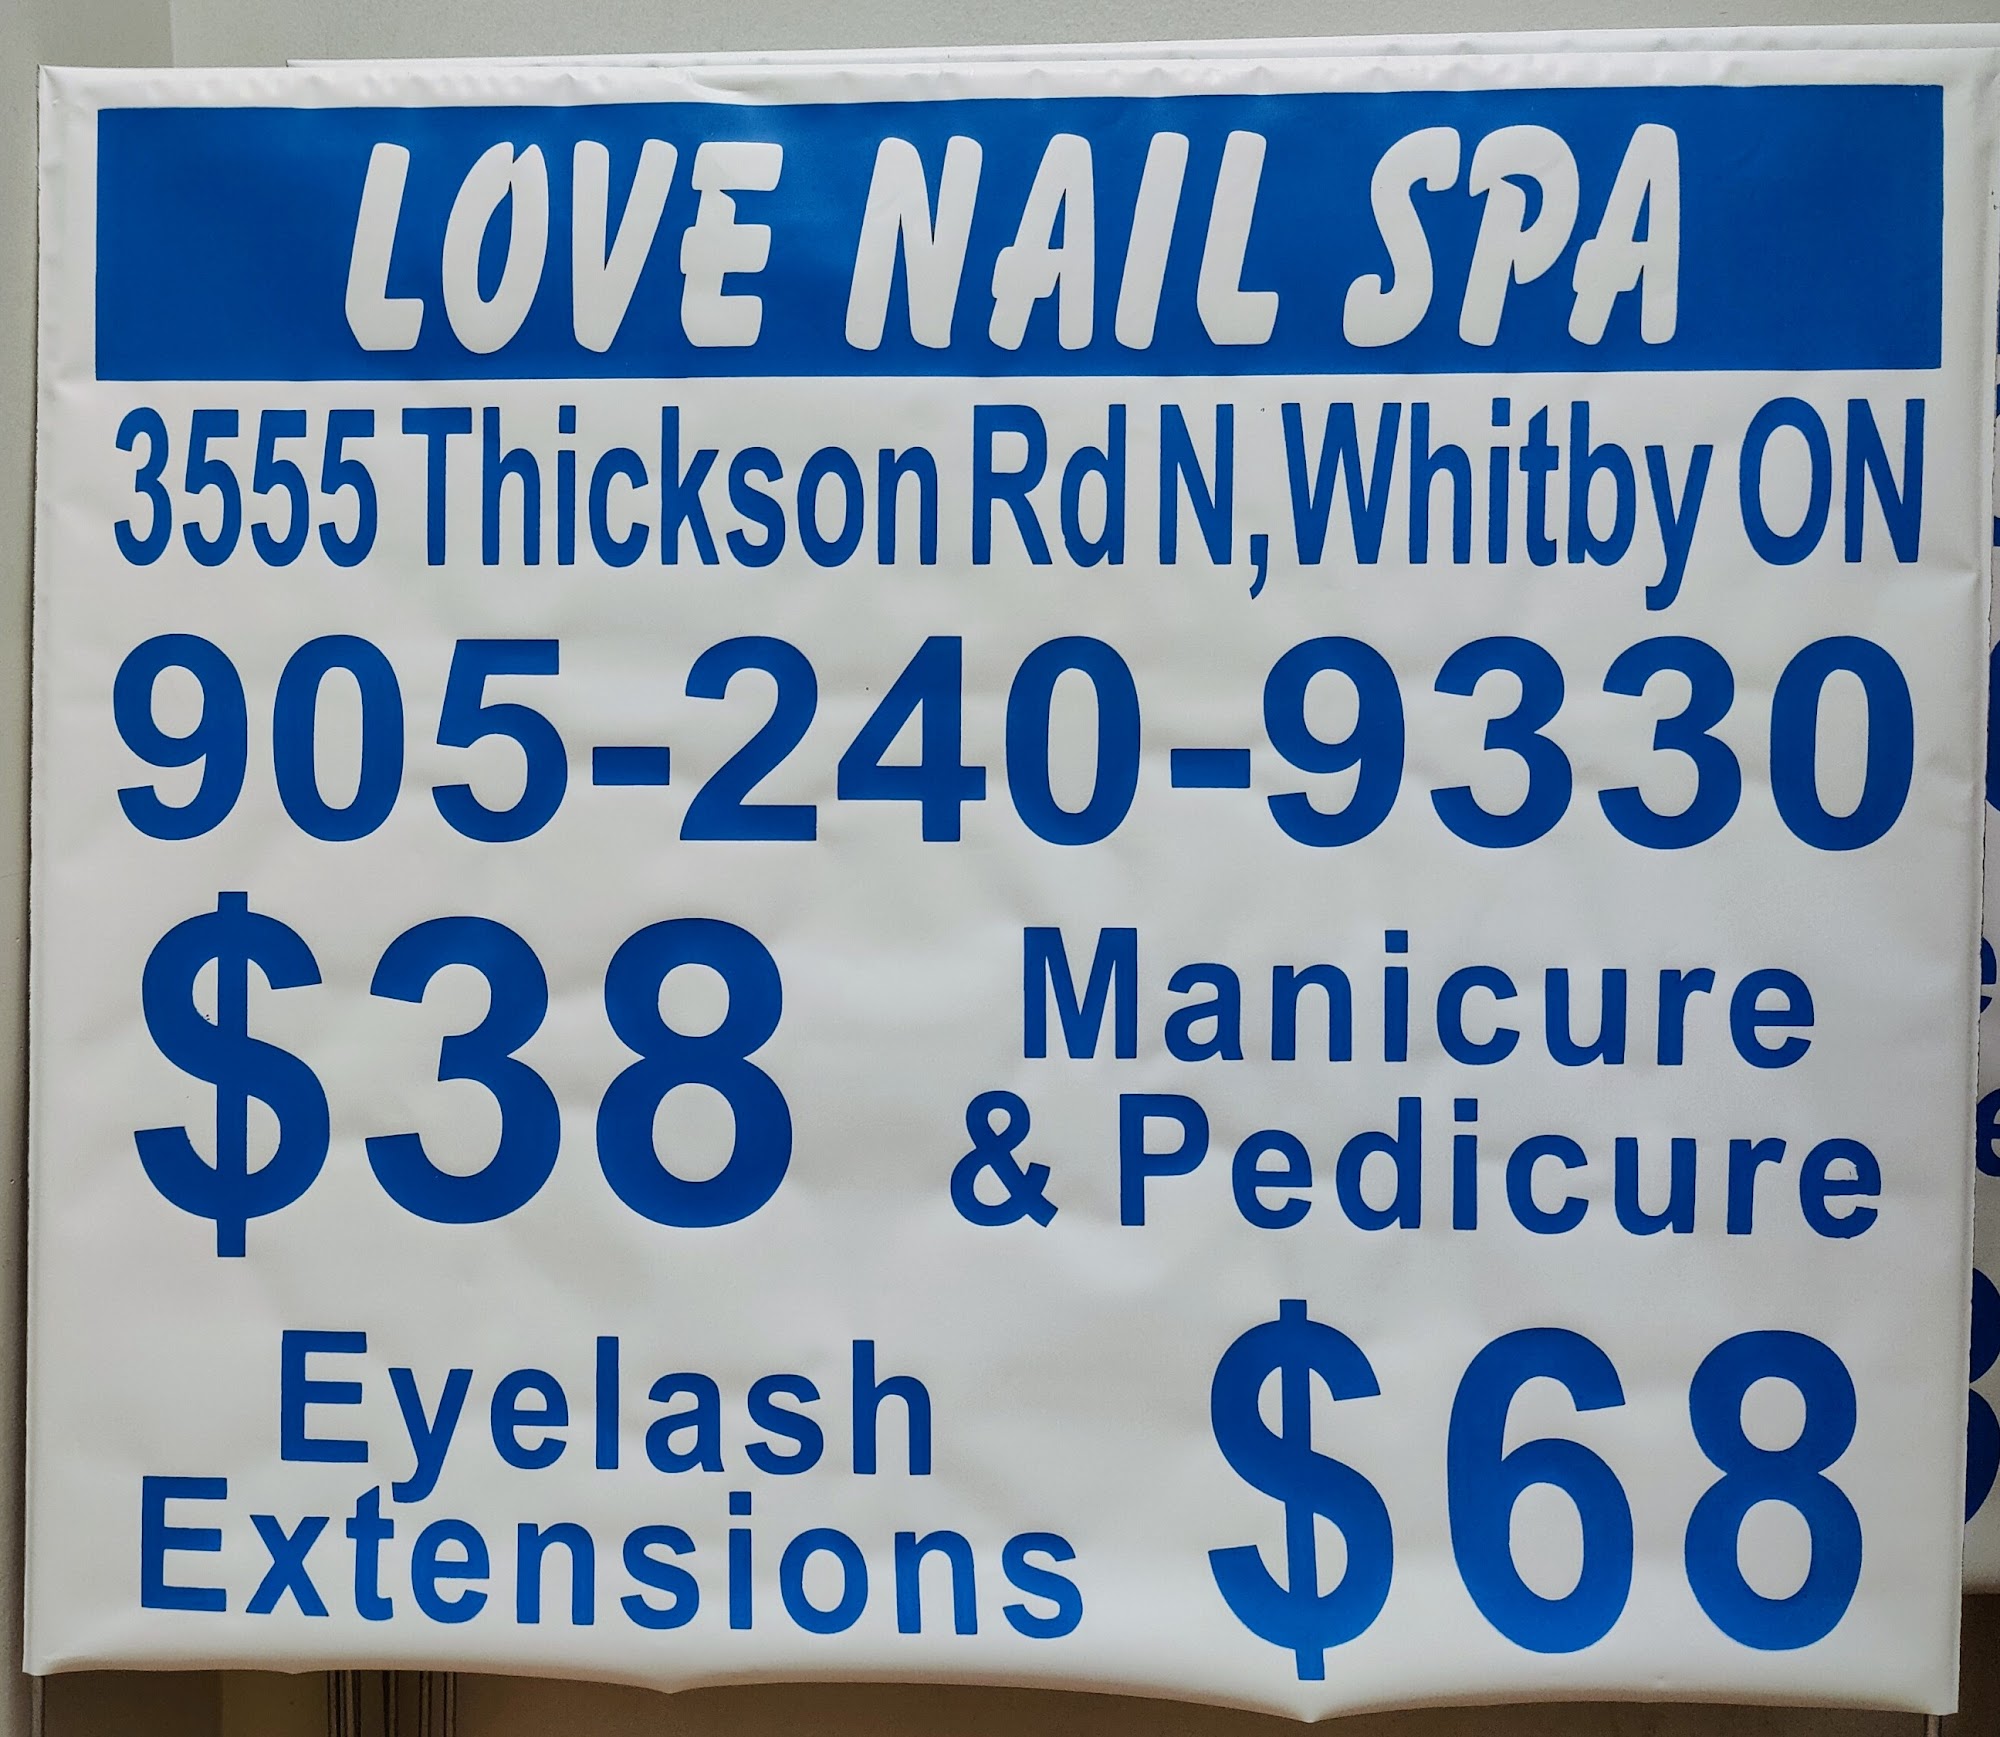 LOVE NAIL SPA
3555 Thickson Rd N, Whitby ON
905-240-9330
$38 Manicure
& Pedicure
Eyelash
Extensions $68